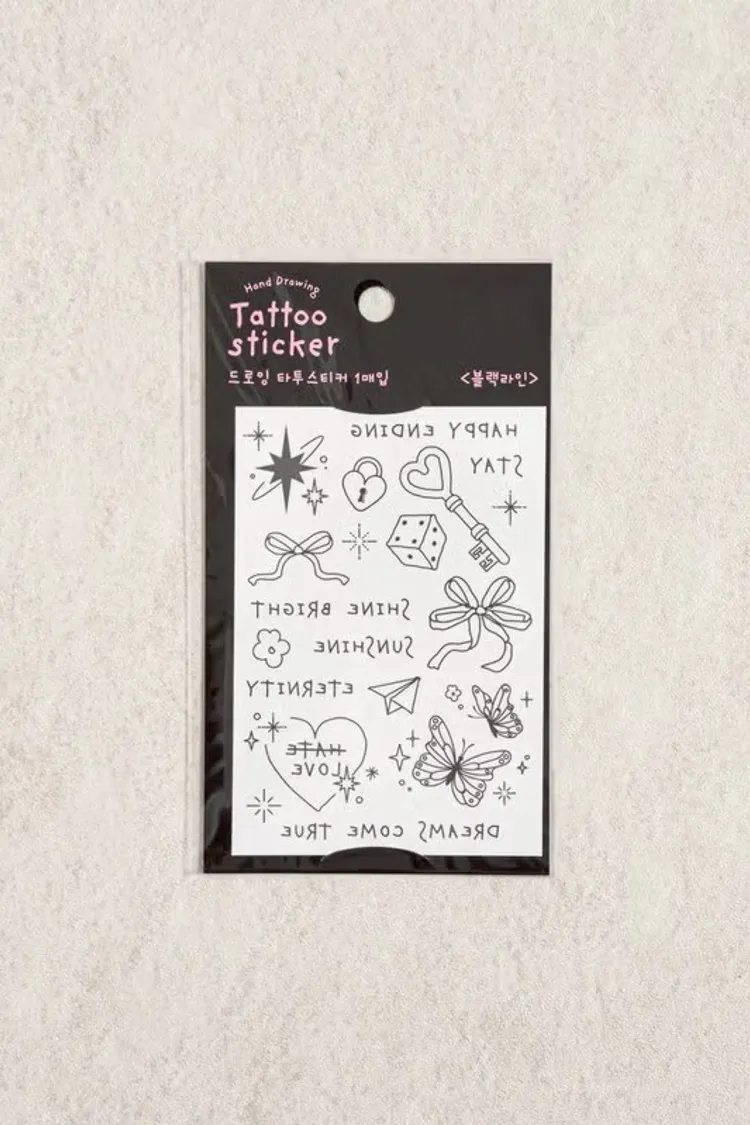 Hand Drawing
Tattoo
sticker
드로잉 타투스티커 1매입
<블랙라인>
HAPPY ENDING
STAY
SHINE BRIGHT
SUNSHINE
ETERNITY
HATE
LOVE
DREAMS COME TRUE